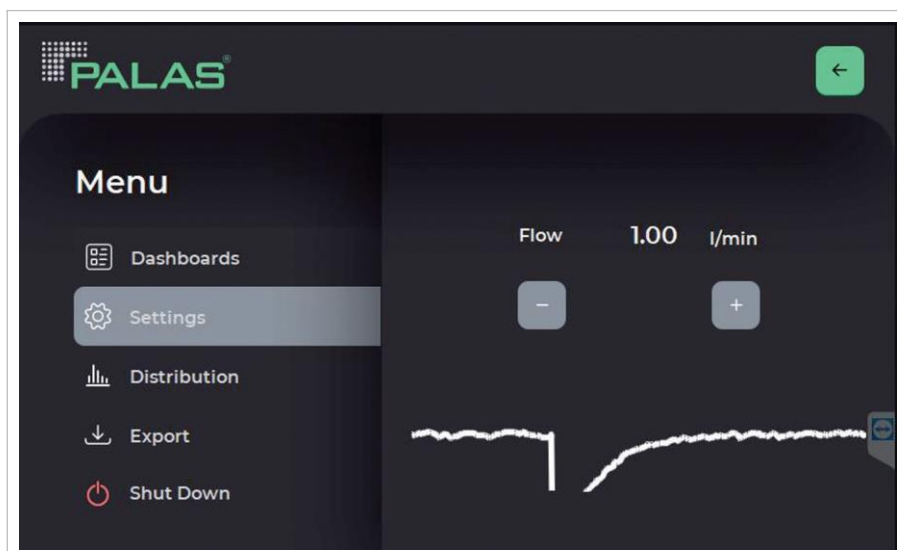 PALAS®
Menu
Dashboards
Settings
Distribution
Export
Shut Down
Flow 1.00 l/min
- +